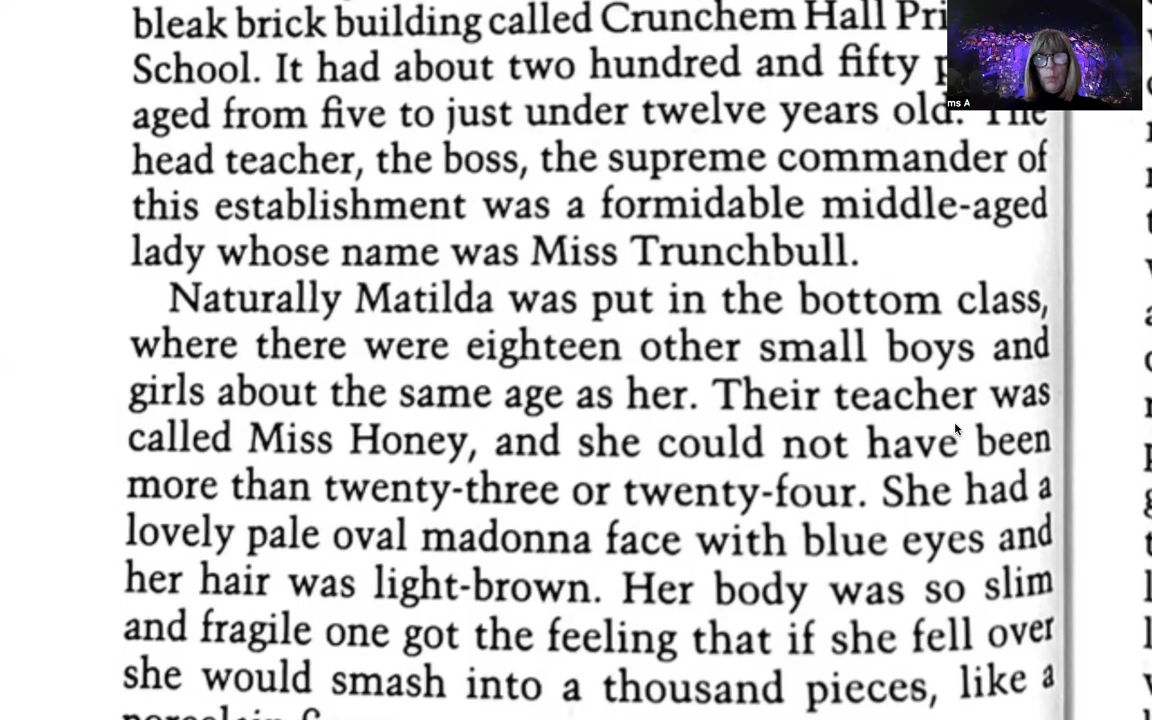 bleak brick building called Crunchem Hall
School. It had about two hundred and fifty
aged from five to just under twelve years old. The
head teacher, the boss, the supreme commander of
this establishment was a formidable middle-aged
lady whose name was Miss Trunchbull.
Naturally Matilda was put in the bottom class,
where there were eighteen other small boys and
girls about the same age as her. Their teacher was
called Miss Honey, and she could not have been
more than twenty-three or twenty-four. She had a
lovely pale oval madonna face with blue eyes and
her hair was light-brown. Her body was so slim
and fragile one got the feeling that if she fell over
she would smash into a thousand pieces, like a
porcelain
ms A